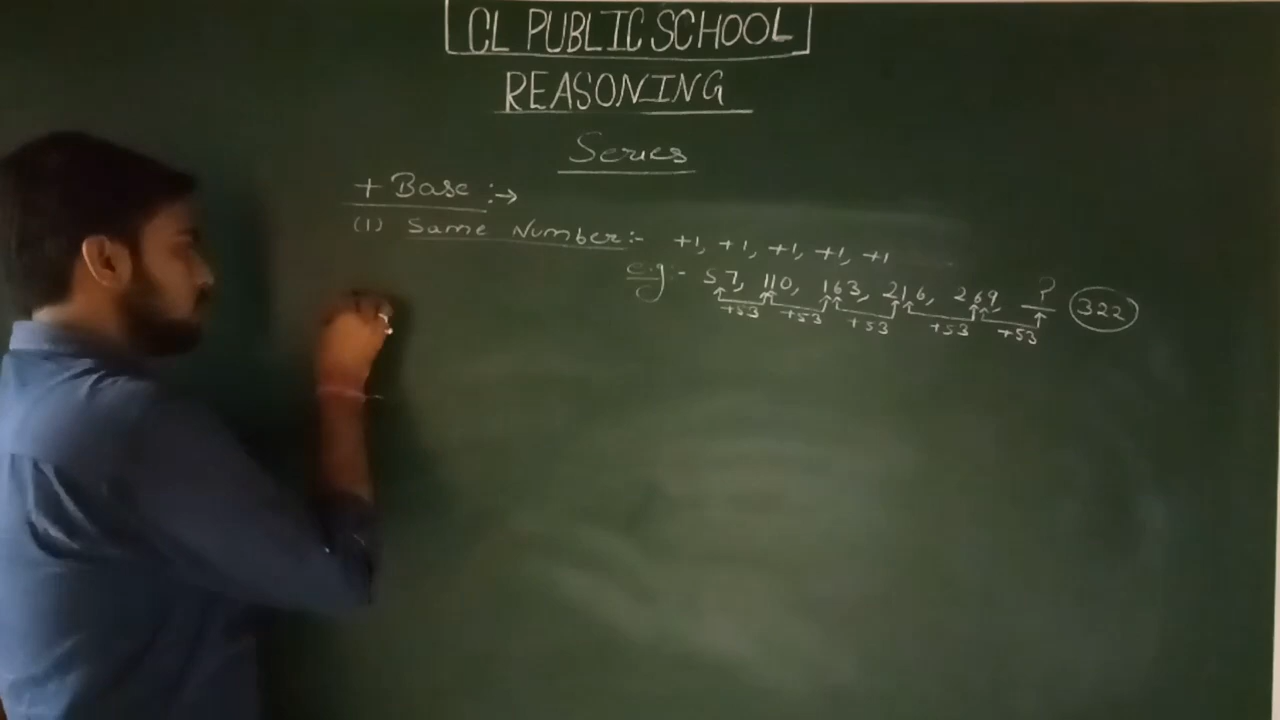 CL PUBLIC SCHOOL
REASONING
Series
+ Base :→
(1) Same Number:- +1, +1, +1, +1, +1
e.g:- 57, 110, 163, 216, 269, ? 322
+53 +53 +53 +53 +53